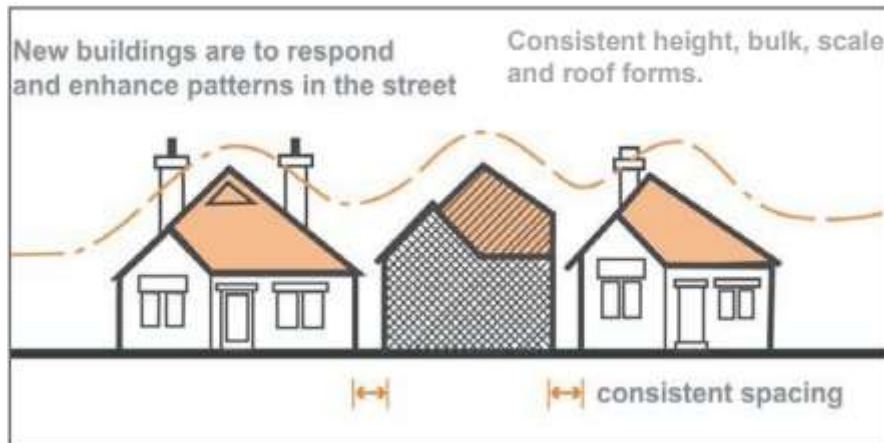 New buildings are to respond
and enhance patterns in the street
Consistent height, bulk, scale
and roof forms.
consistent spacing